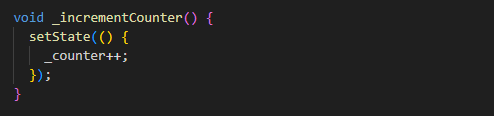 void _incrementCounter() {
  setState(() {
    _counter++;
  });
}